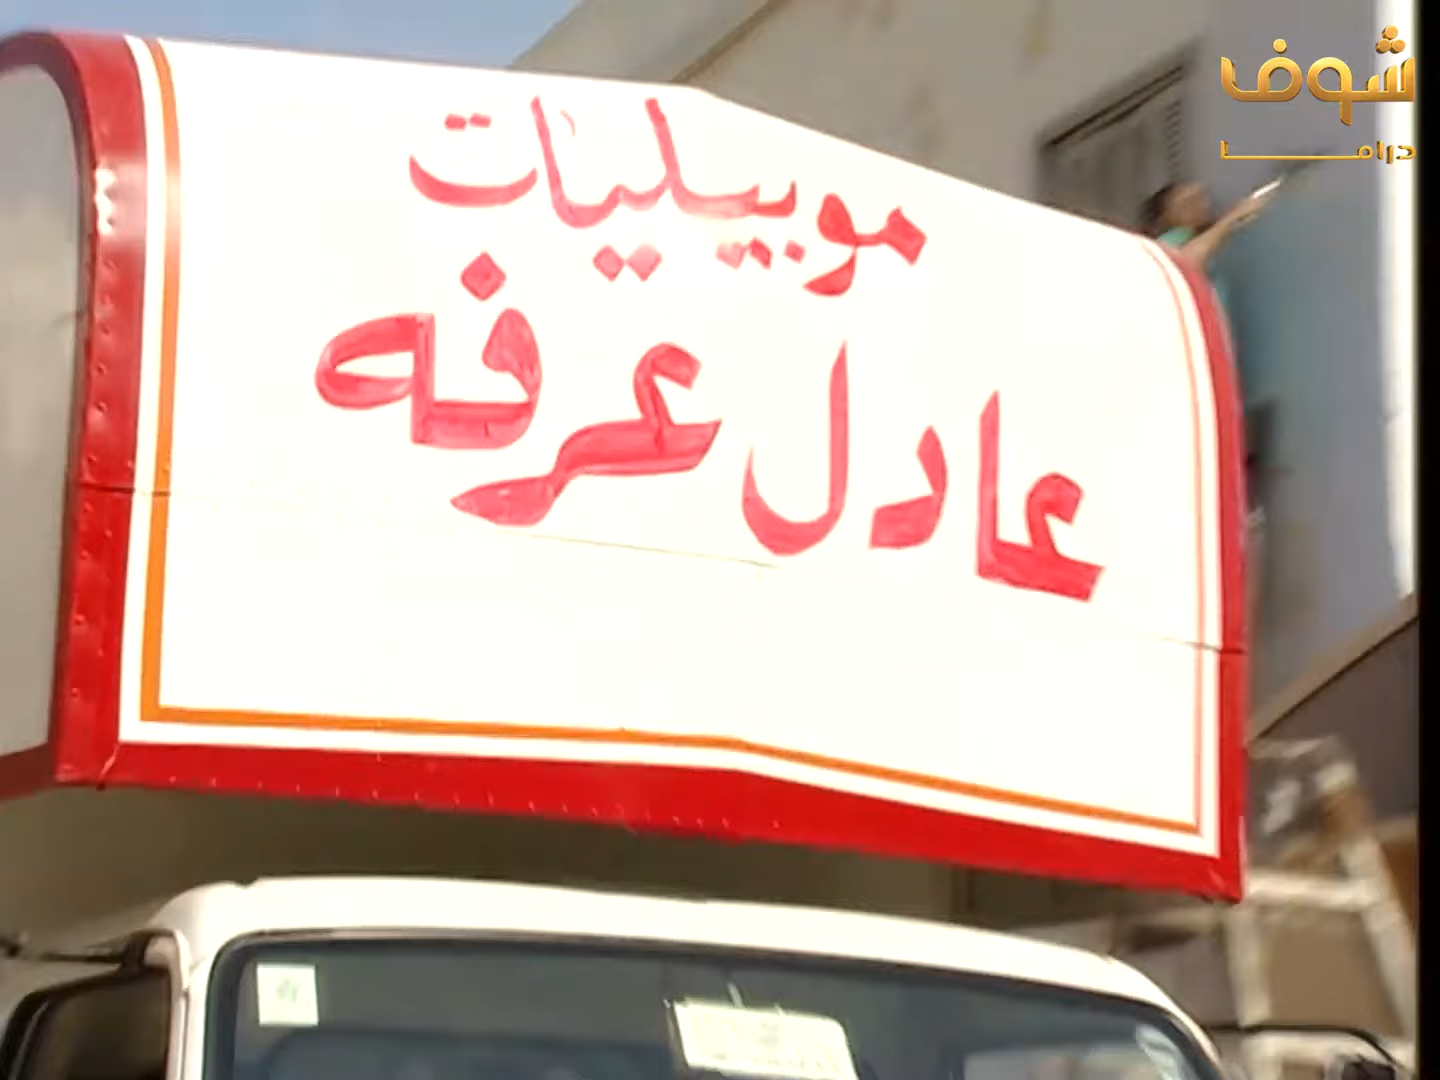 شوف
دراما
موبيليات
عادل عرفه